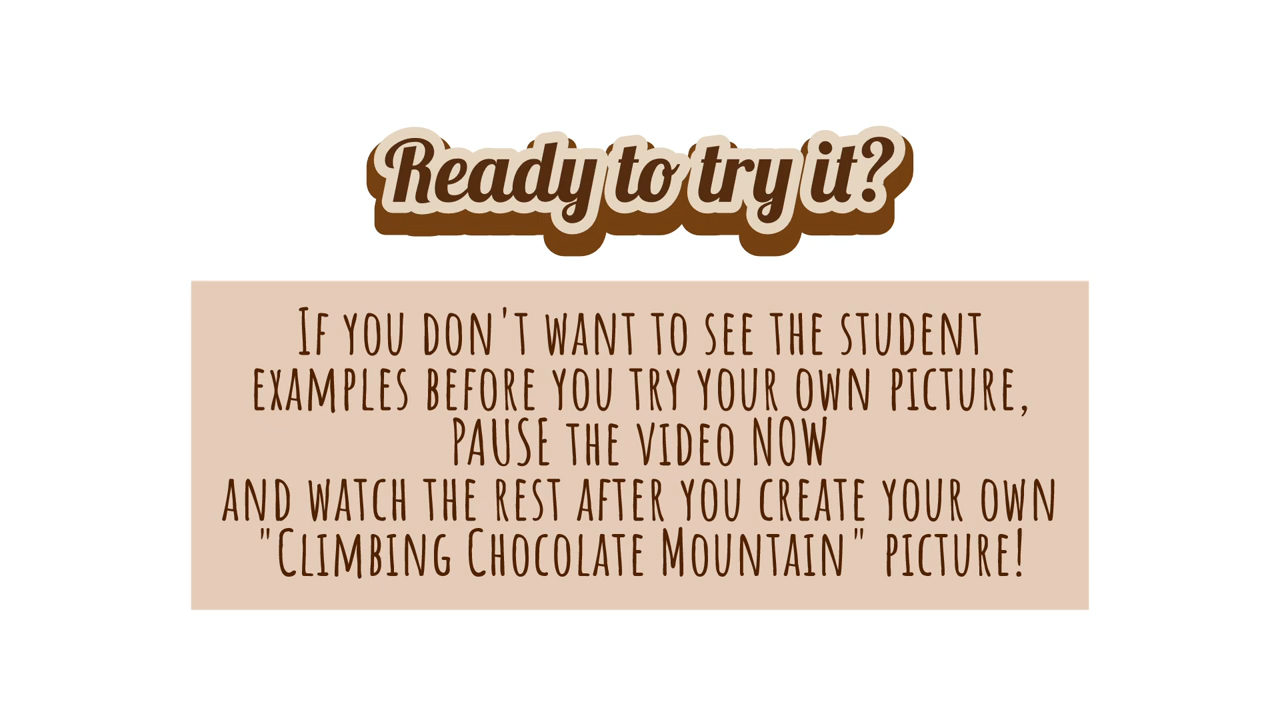 Ready to try it?
If you don't want to see the student
examples before you try your own picture,
PAUSE the video NOW
and watch the rest after you create your own
"Climbing Chocolate Mountain" picture!